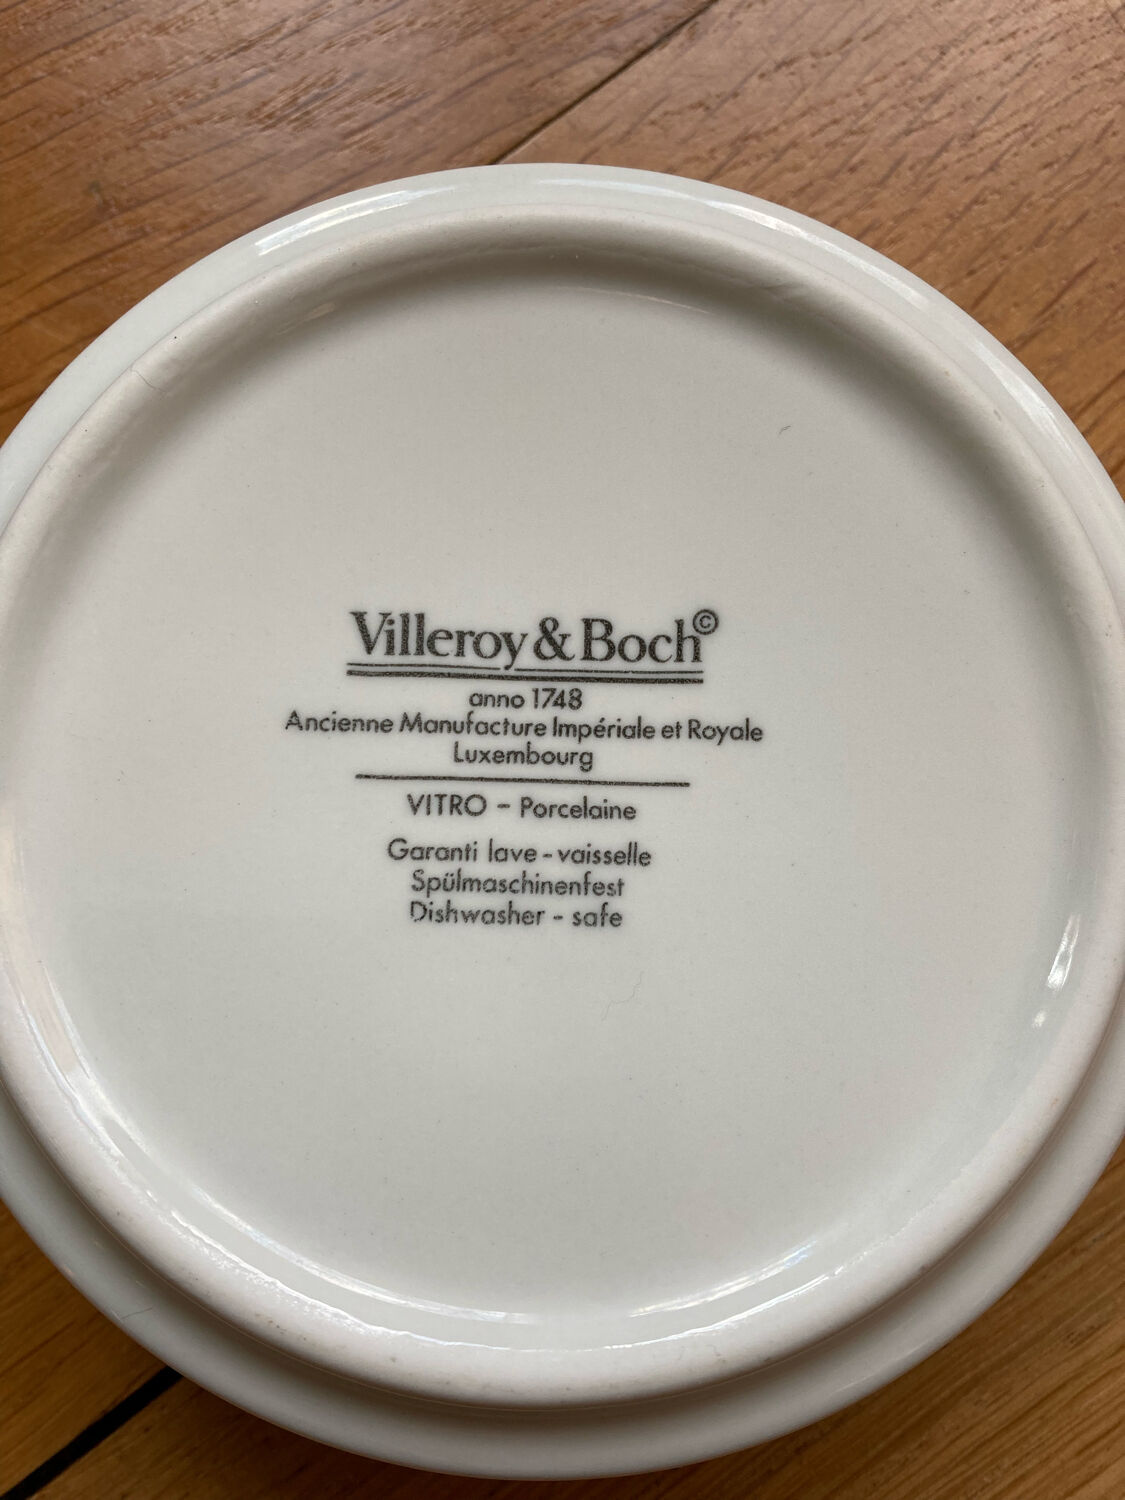 Villeroy & Boch©
anno 1748
Ancienne Manufacture Impériale et Royale
Luxembourg
VITRO – Porcelaine
Garanti lave - vaisselle
Spülmaschinenfest
Dishwasher - safe